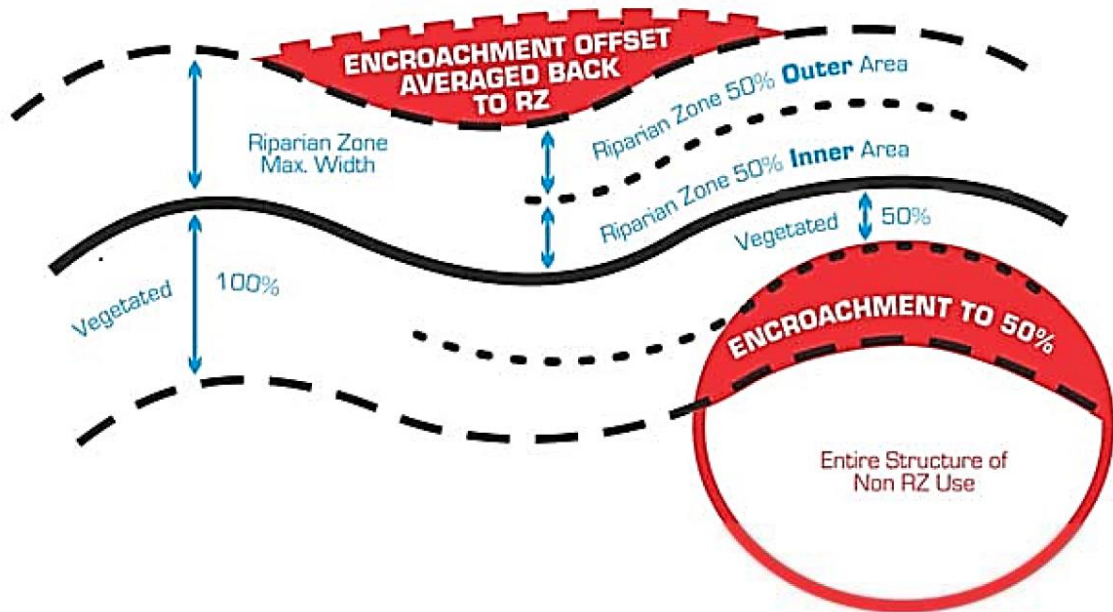 ENCROACHMENT OFFSET
AVERAGED BACK
TO RZ
Riparian Zone
Max. Width
Riparian Zone 50% Outer Area
Riparian Zone 50% Inner Area
Vegetated 50%
Vegetated 100%
ENCROACHMENT TO 50%
Entire Structure of
Non RZ Use